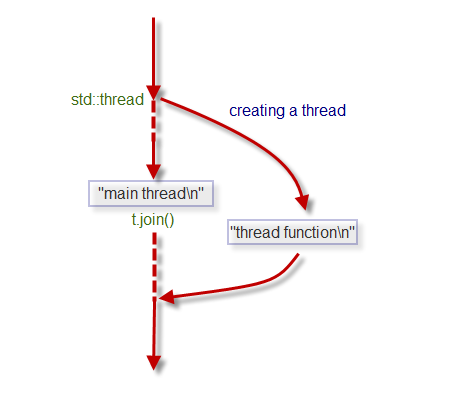 std::thread
creating a thread
"main thread\n"
t.join()
"thread function\n"